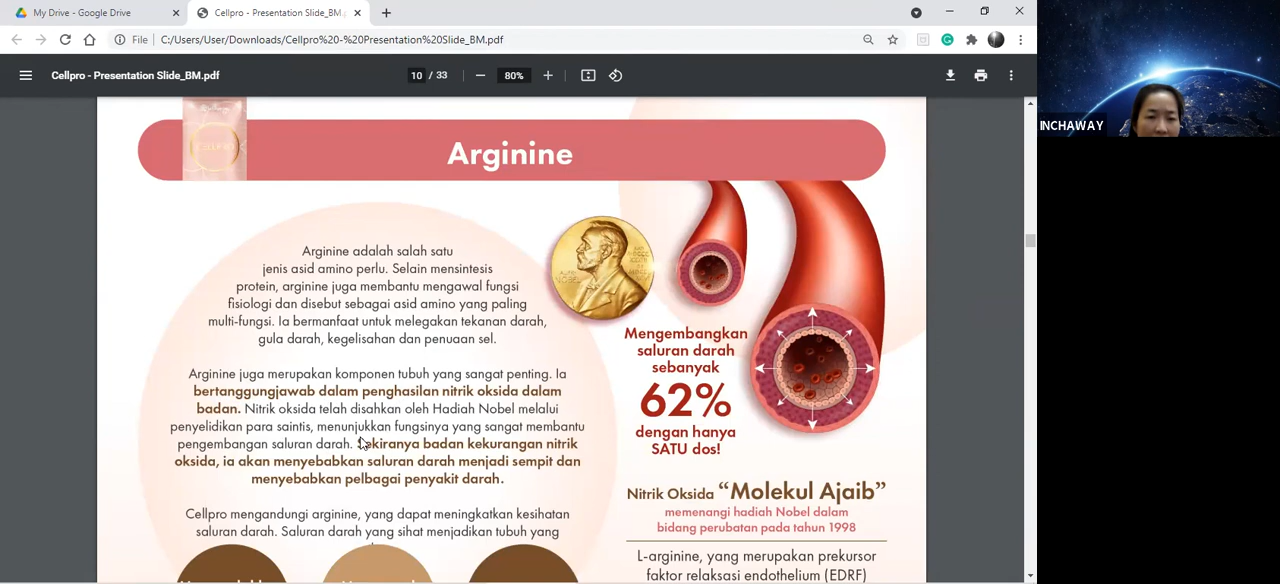 My Drive - Google Drive
Cellpro - Presentation Slide_BM.
File
C:/Users/User/Downloads/Cellpro%20-%20Presentation%20Slide_BM.pdf
Cellpro - Presentation Slide_BM.pdf
10 / 33
80%
INCHAWAY
Arginine
Arginine adalah salah satu
jenis asid amino perlu. Selain mensintesis
protein, arginine juga membantu mengawal fungsi
fisiologi dan disebut sebagai asid amino yang paling
multi-fungsi. Ia bermanfaat untuk melegakan tekanan darah,
gula darah, kegelisahan dan penuaan sel.
Arginine juga merupakan komponen tubuh yang sangat penting. Ia
bertanggungjawab dalam penghasilan nitrik oksida dalam
badan. Nitrik oksida telah disahkan oleh Hadiah Nobel melalui
penyelidikan para saintis, menunjukkan fungsinya yang sangat membantu
pengembangan saluran darah. Sekiranya badan kekurangan nitrik
oksida, ia akan menyebabkan saluran darah menjadi sempit dan
menyebabkan pelbagai penyakit darah.
Cellpro mengandungi arginine, yang dapat meningkatkan kesihatan
saluran darah. Saluran darah yang sihat menjadikan tubuh yang
Mengembangkan
saluran darah
sebanyak
62%
dengan hanya
SATU dos!
Nitrik Oksida “Molekul Ajaib”
memenangi hadiah Nobel dalam
bidang perubatan pada tahun 1998
L-arginine, yang merupakan prekursor
faktor relaksasi endothelium (EDRF)